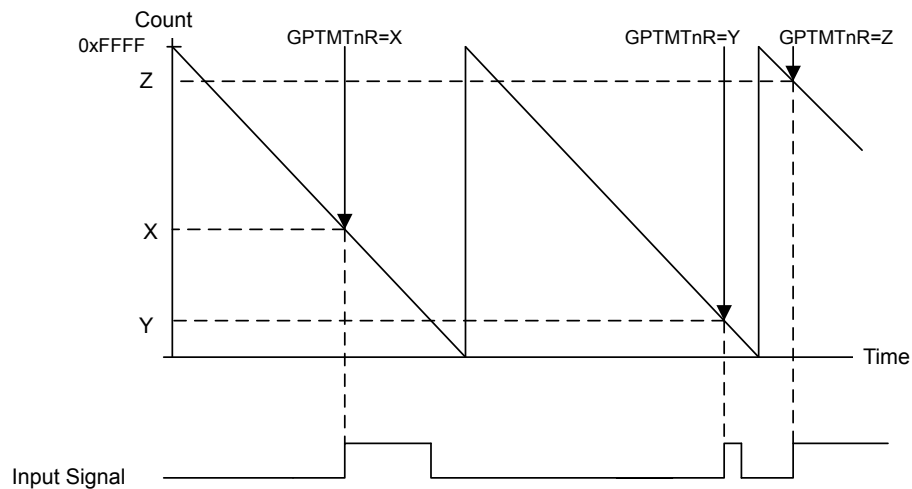 Count
0xFFFF
GPTMTnR=X
GPTMTnR=Y
GPTMTnR=Z
Z
X
Y
Time
Input Signal